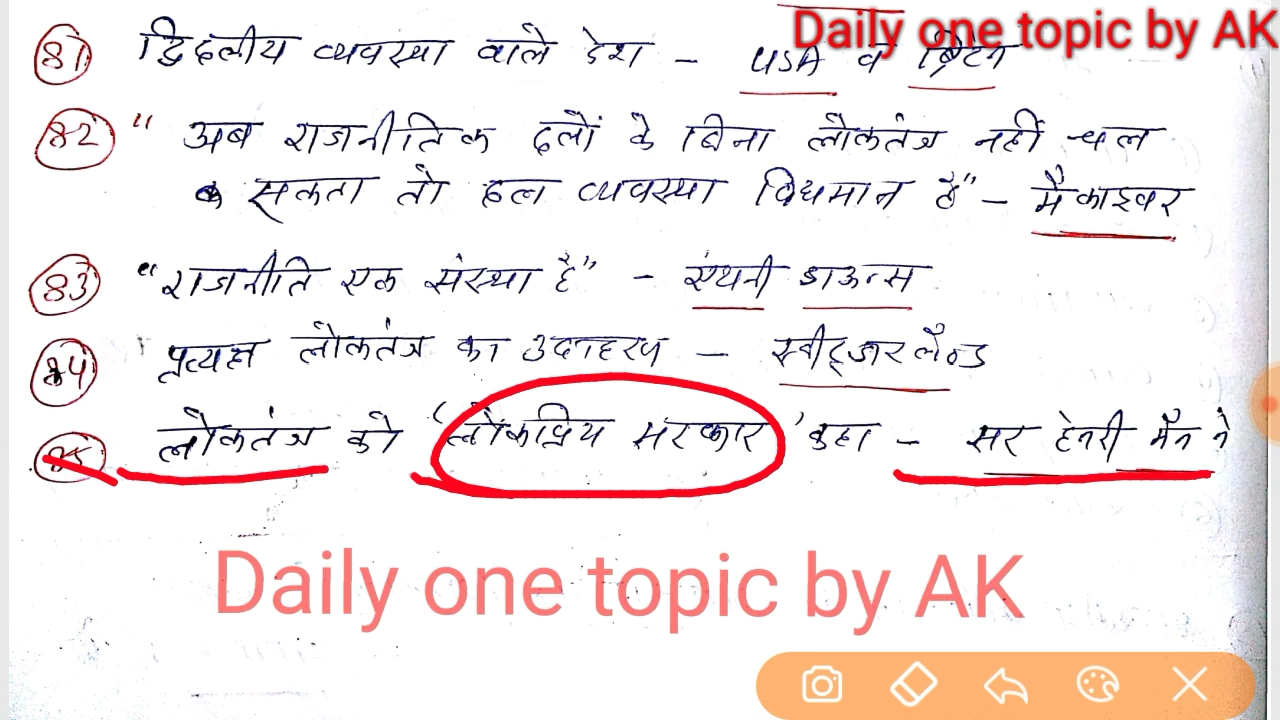 Daily one topic by AK
81 द्विदलीय व्यवस्था वाले देश – USA व ब्रिटेन
82 " अब राजनीतिक दलों के बिना लोकतंत्र नहीं चल
सकता तो दल व्यवस्था विद्यमान है" – मैकाइवर
83 "राजनीति एक संस्था है" – एंथनी डाऊन्स
84 प्रत्यक्ष लोकतंत्र का उदाहरण – स्वीट्जरलैण्ड
85 लोकतंत्र को 'लोकप्रिय सरकार' कहा – सर हेनरी मैन ने
Daily one topic by AK